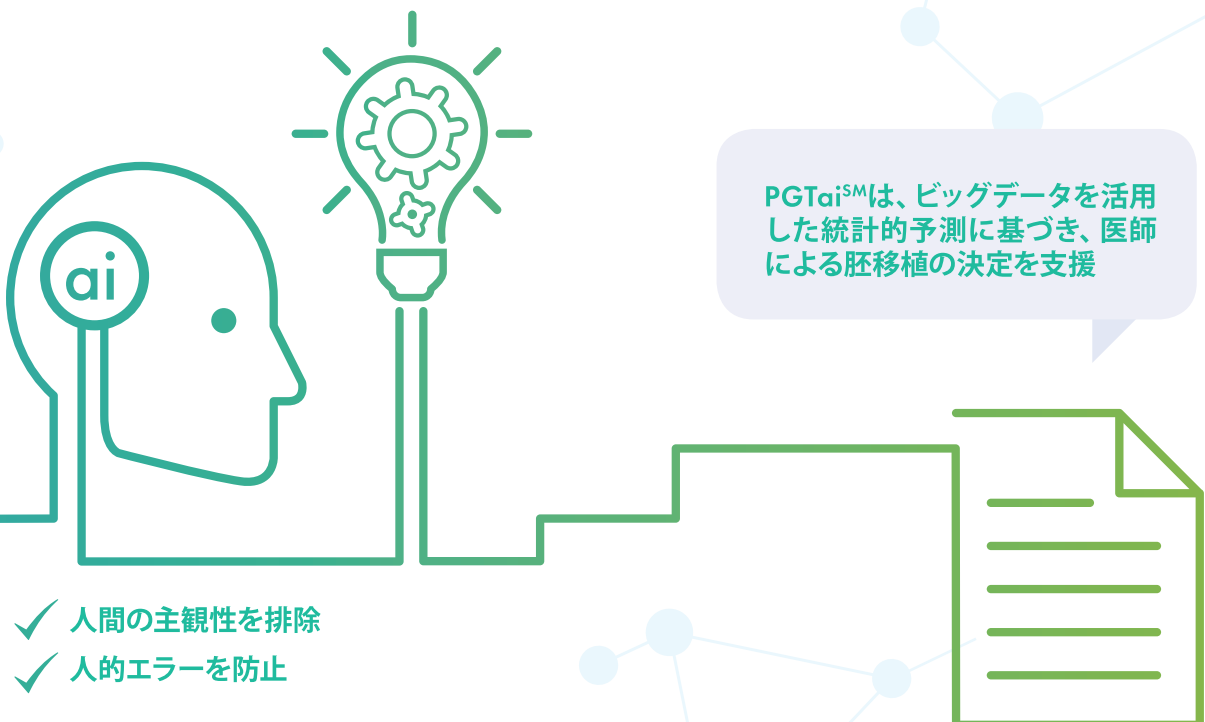 ai
PGTai℠は、ビッグデータを活用
した統計的予測に基づき、医師
による胚移植の決定を支援
人間の主観性を排除
人的エラーを防止